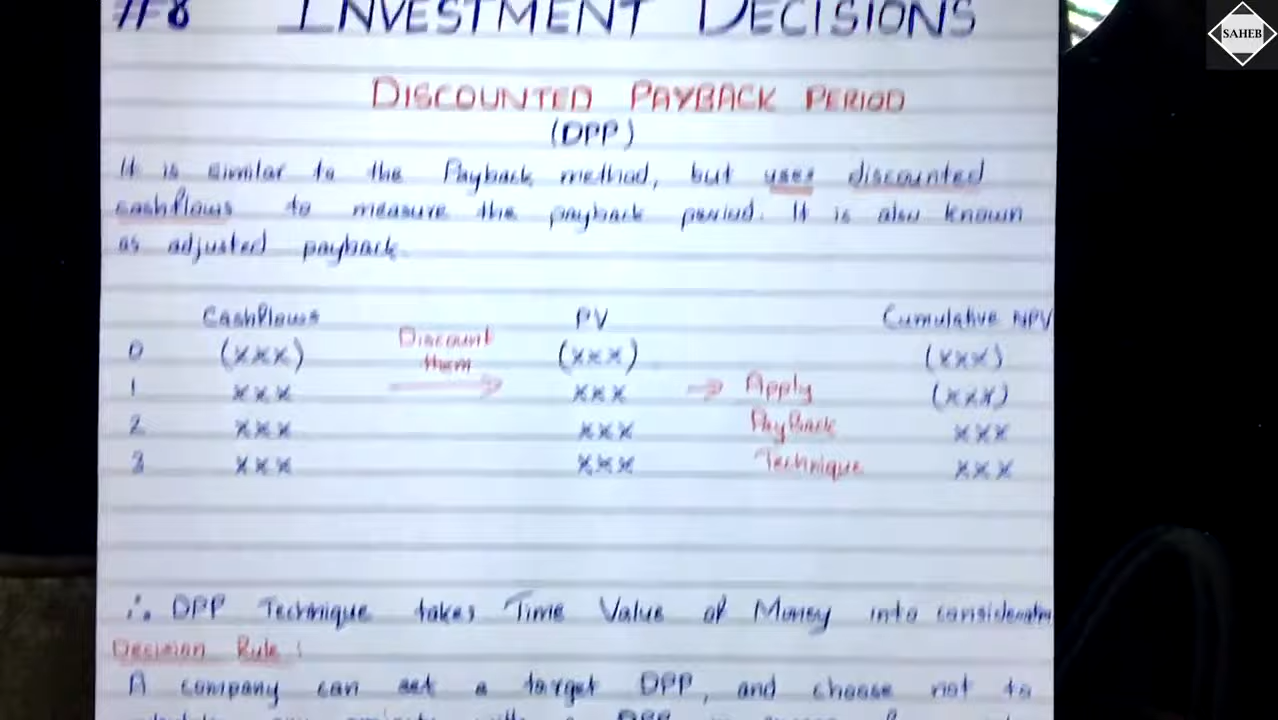 #8 INVESTMENT DECISIONS
SAHEB
DISCOUNTED PAYBACK PERIOD
(DPP)
It is similar to the Payback method, but uses discounted
cashflows to measure the payback period. It is also known
as adjusted payback.
Cashflows PV Cumulative NPV
Discount
them
0 (xxx) (xxx) (xxx)
1 xxx → xxx → Apply (xxx)
2 xxx xxx PayBack xxx
3 xxx xxx Technique xxx
∴ DPP Technique takes Time Value of Money into consideration
Decision Rule:
A company can set a target DPP, and choose not to
DPP